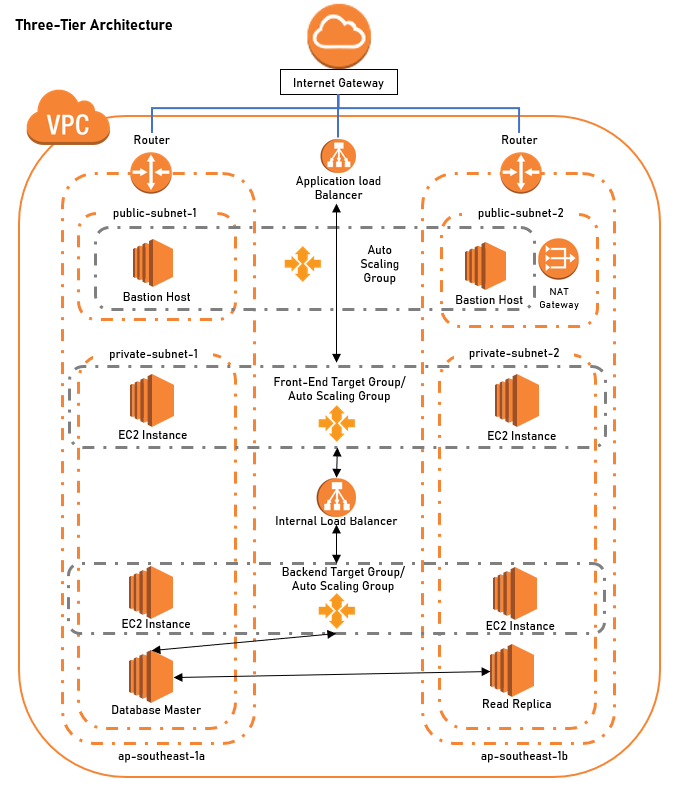 Three-Tier Architecture
Internet Gateway
VPC
Router
Router
Application load
Balancer
public-subnet-1
public-subnet-2
Auto
Scaling
Group
Bastion Host
Bastion Host
NAT
Gateway
private-subnet-1
private-subnet-2
Front-End Target Group/
Auto Scaling Group
EC2 Instance
EC2 Instance
Internal Load Balancer
Backend Target Group/
Auto Scaling Group
EC2 Instance
EC2 Instance
Database Master
Read Replica
ap-southeast-1a
ap-southeast-1b